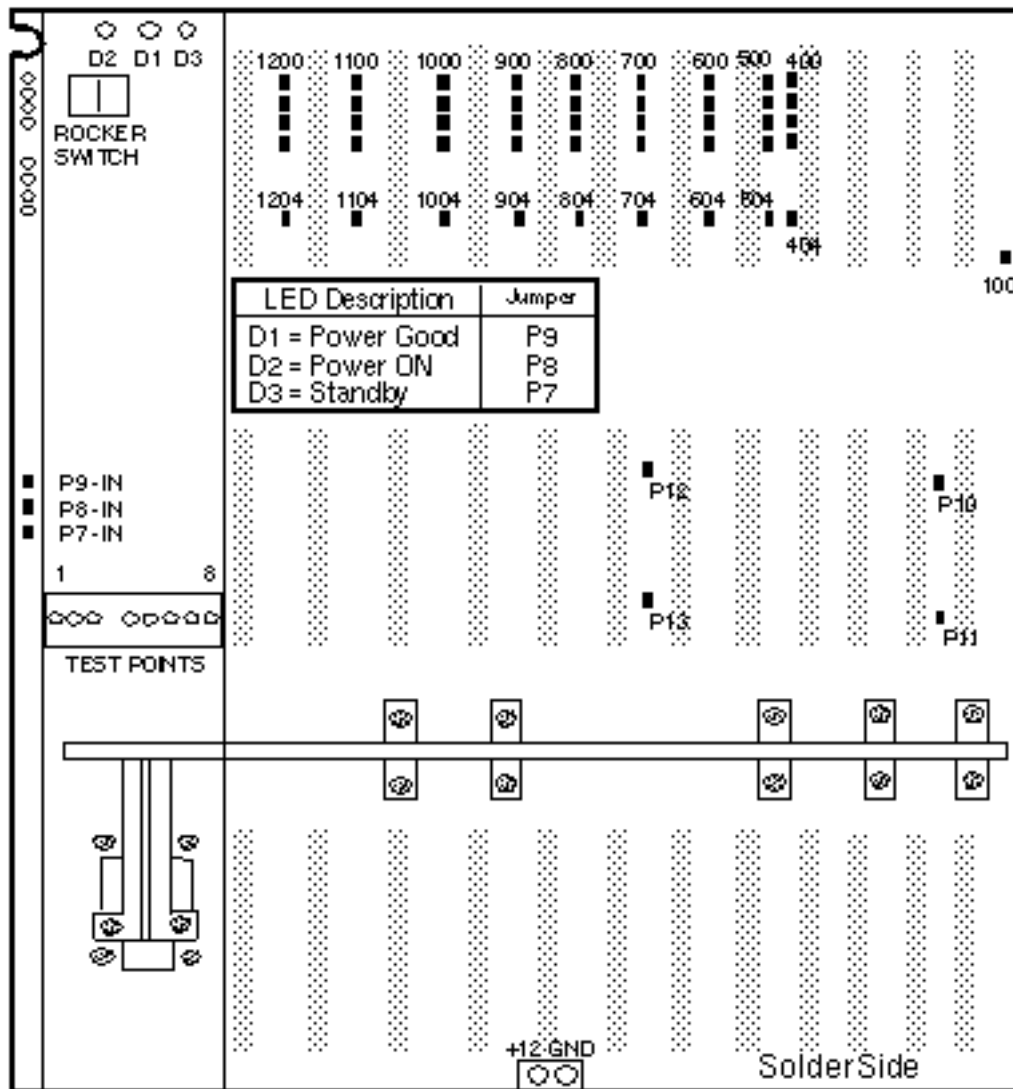 D2 D1 D3
ROCKER
SWITCH
1200 1100 1000 900 800 700 600 500 400
1204 1104 1004 904 804 704 604 504
404
100
LED Description Jumper
D1 = Power Good P9
D2 = Power ON P8
D3 = Standby P7
P9-IN
P8-IN
P7-IN
P12
P10
1 8
P13
P11
TEST POINTS
+12 GND
Solder Side